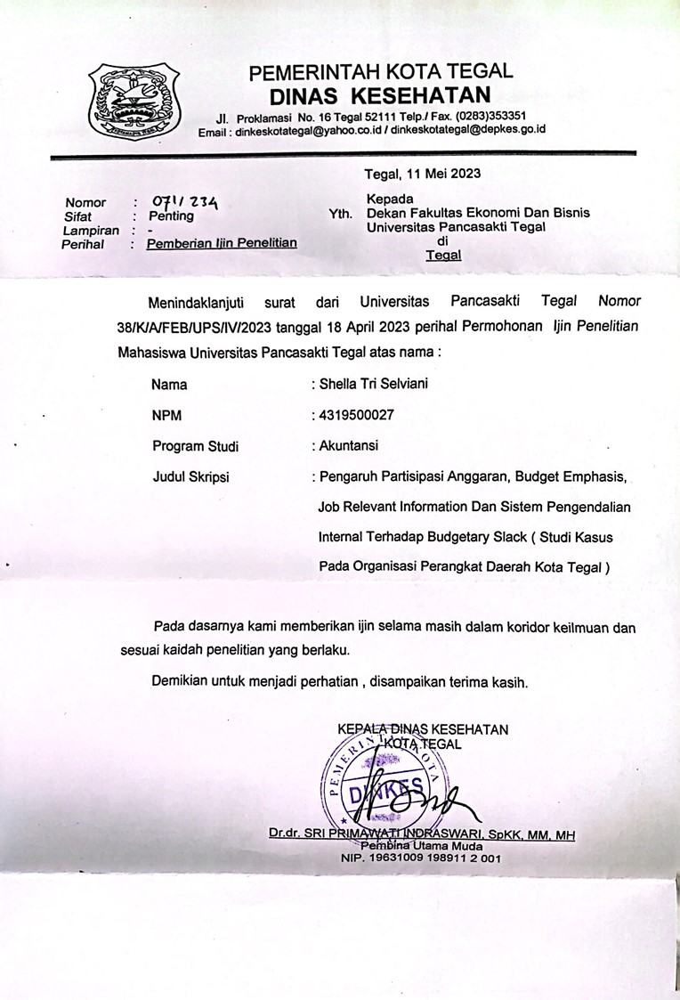 PEMERINTAH KOTA TEGAL
DINAS KESEHATAN
Jl. Proklamasi No. 16 Tegal 52111 Telp./ Fax. (0283)353351
Email : dinkeskotategal@yahoo.co.id / dinkeskotategal@depkes.go.id
Tegal, 11 Mei 2023
Nomor : 071/ 234
Sifat : Penting
Lampiran : -
Perihal : Pemberian Ijin Penelitian
Kepada
Yth. Dekan Fakultas Ekonomi Dan Bisnis
Universitas Pancasakti Tegal
di
Tegal
Menindaklanjuti surat dari Universitas Pancasakti Tegal Nomor
38/K/A/FEB/UPS/IV/2023 tanggal 18 April 2023 perihal Permohonan Ijin Penelitian
Mahasiswa Universitas Pancasakti Tegal atas nama :
Nama : Shella Tri Selviani
NPM : 4319500027
Program Studi : Akuntansi
Judul Skripsi : Pengaruh Partisipasi Anggaran, Budget Emphasis,
Job Relevant Information Dan Sistem Pengendalian
Internal Terhadap Budgetary Slack ( Studi Kasus
Pada Organisasi Perangkat Daerah Kota Tegal )
Pada dasarnya kami memberikan ijin selama masih dalam koridor keilmuan dan
sesuai kaidah penelitian yang berlaku.
Demikian untuk menjadi perhatian , disampaikan terima kasih.
KEPALA DINAS KESEHATAN
KOTA TEGAL
PEMERINTAH KOTA
DINKES
Dr.dr. SRI PRIMAWATI INDRASWARI, SpKK, MM, MH
Pembina Utama Muda
NIP. 19631009 198911 2 001